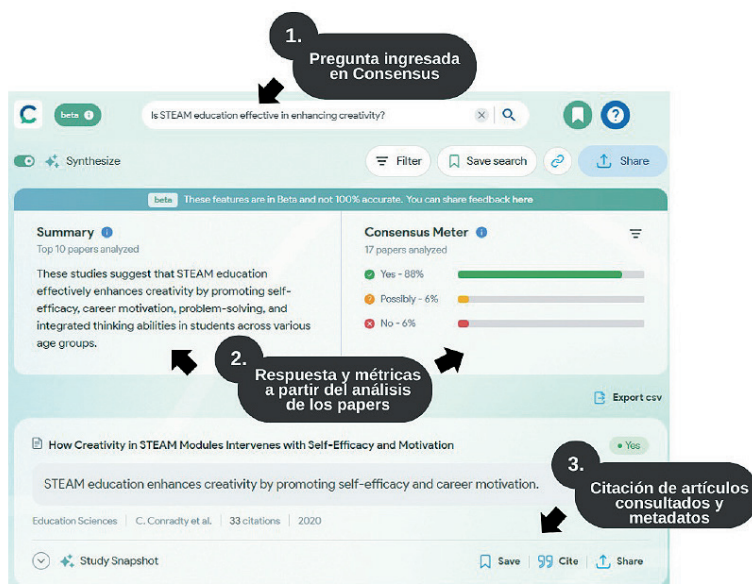 1.
Pregunta ingresada
en Consensus
beta
Is STEAM education effective in enhancing creativity?
Synthesize
Filter
Save search
Share
beta These features are in Beta and not 100% accurate. You can share feedback here
Summary
Top 10 papers analyzed
These studies suggest that STEAM education
effectively enhances creativity by promoting self-
efficacy, career motivation, problem-solving, and
integrated thinking abilities in students across various
age groups.
Consensus Meter
17 papers analyzed
Yes - 88%
Possibly - 6%
No - 6%
2.
Respuesta y métricas
a partir del análisis
de los papers
Export csv
How Creativity in STEAM Modules Intervenes with Self-Efficacy and Motivation
Yes
STEAM education enhances creativity by promoting self-efficacy and career motivation.
3.
Citación de artículos
consultados y
metadatos
Education Sciences | C. Conradty et al. | 33 citations | 2020
Study Snapshot
Save
Cite
Share